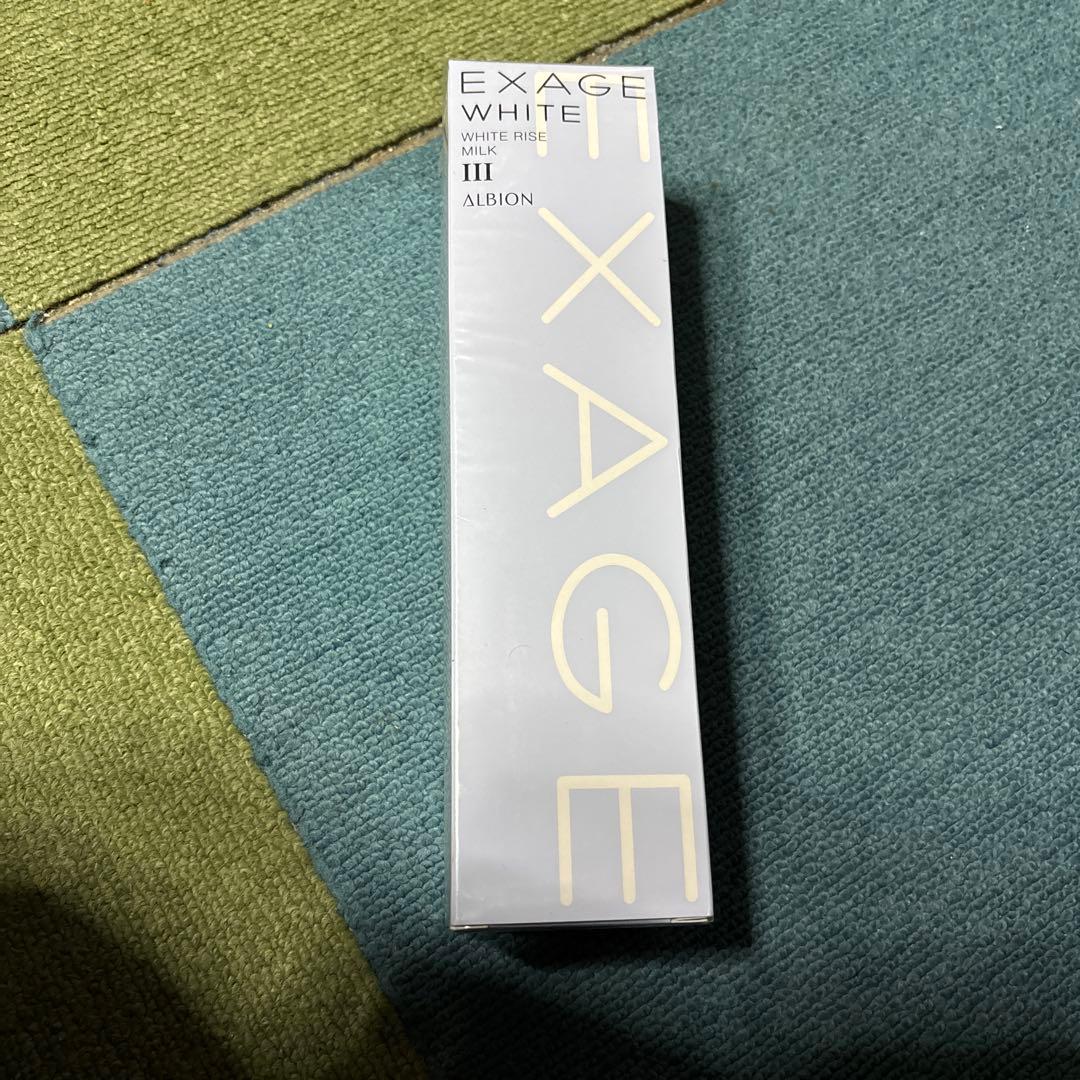 EXAGE
WHITE
WHITE RISE
MILK
III
ALBION
EXAGE